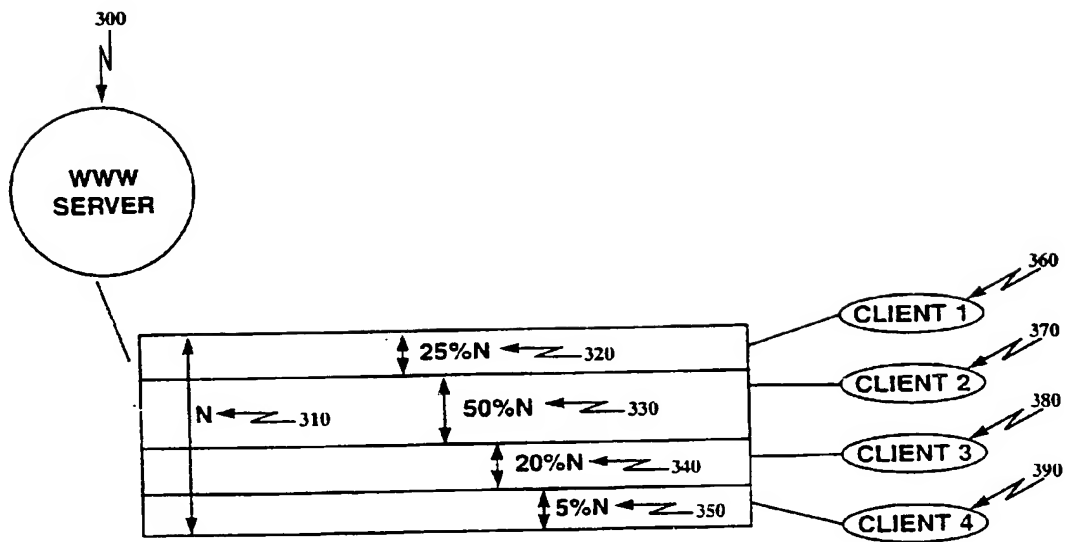 300
WWW
SERVER
360
CLIENT 1
25%N 320
370
CLIENT 2
N 310
50%N 330
380
CLIENT 3
20%N 340
390
5%N 350
CLIENT 4